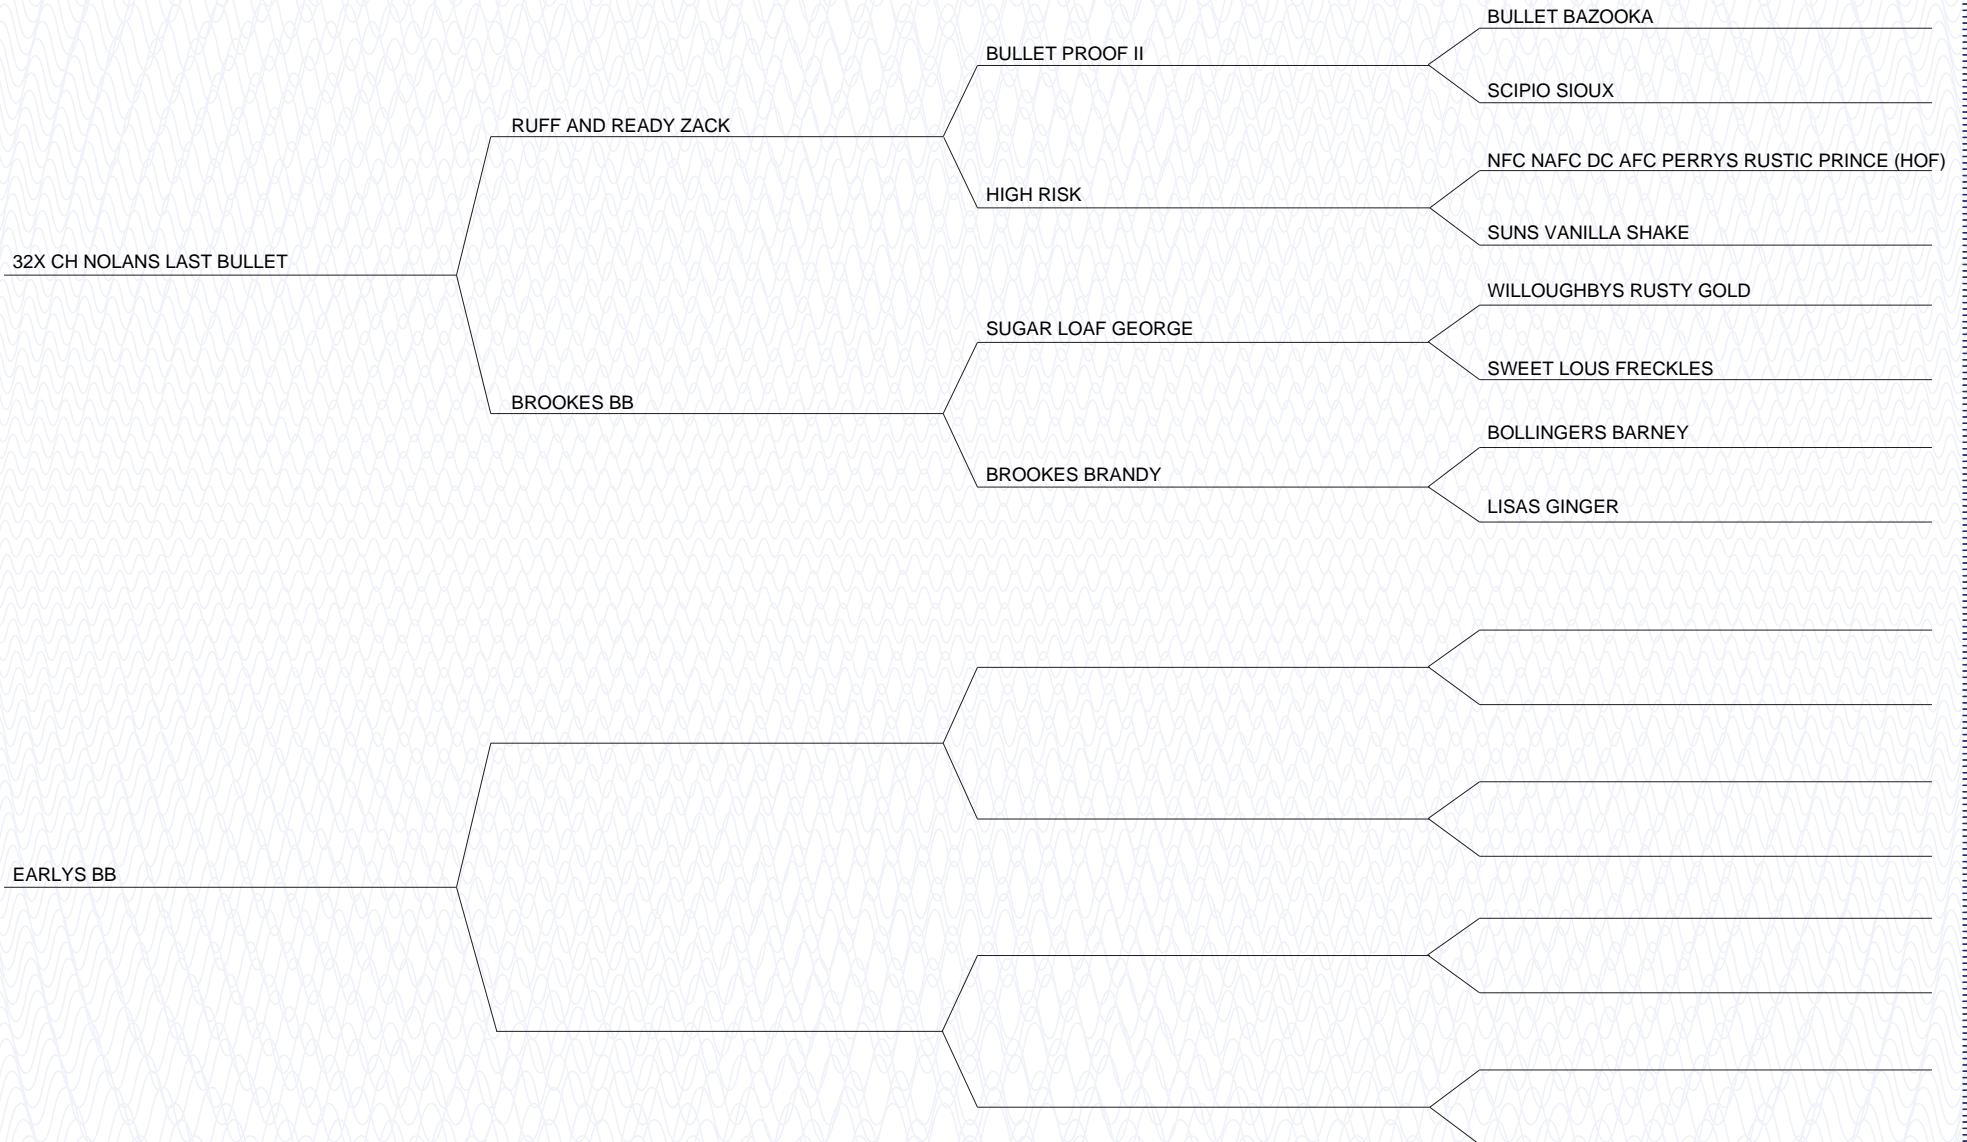 BULLET BAZOOKA
BULLET PROOF II
SCIPIO SIOUX
RUFF AND READY ZACK
NFC NAFC DC AFC PERRYS RUSTIC PRINCE (HOF)
HIGH RISK
SUNS VANILLA SHAKE
32X CH NOLANS LAST BULLET
WILLOUGHBYS RUSTY GOLD
SUGAR LOAF GEORGE
SWEET LOUS FRECKLES
BROOKES BB
BOLLINGERS BARNEY
BROOKES BRANDY
LISAS GINGER
EARLYS BB